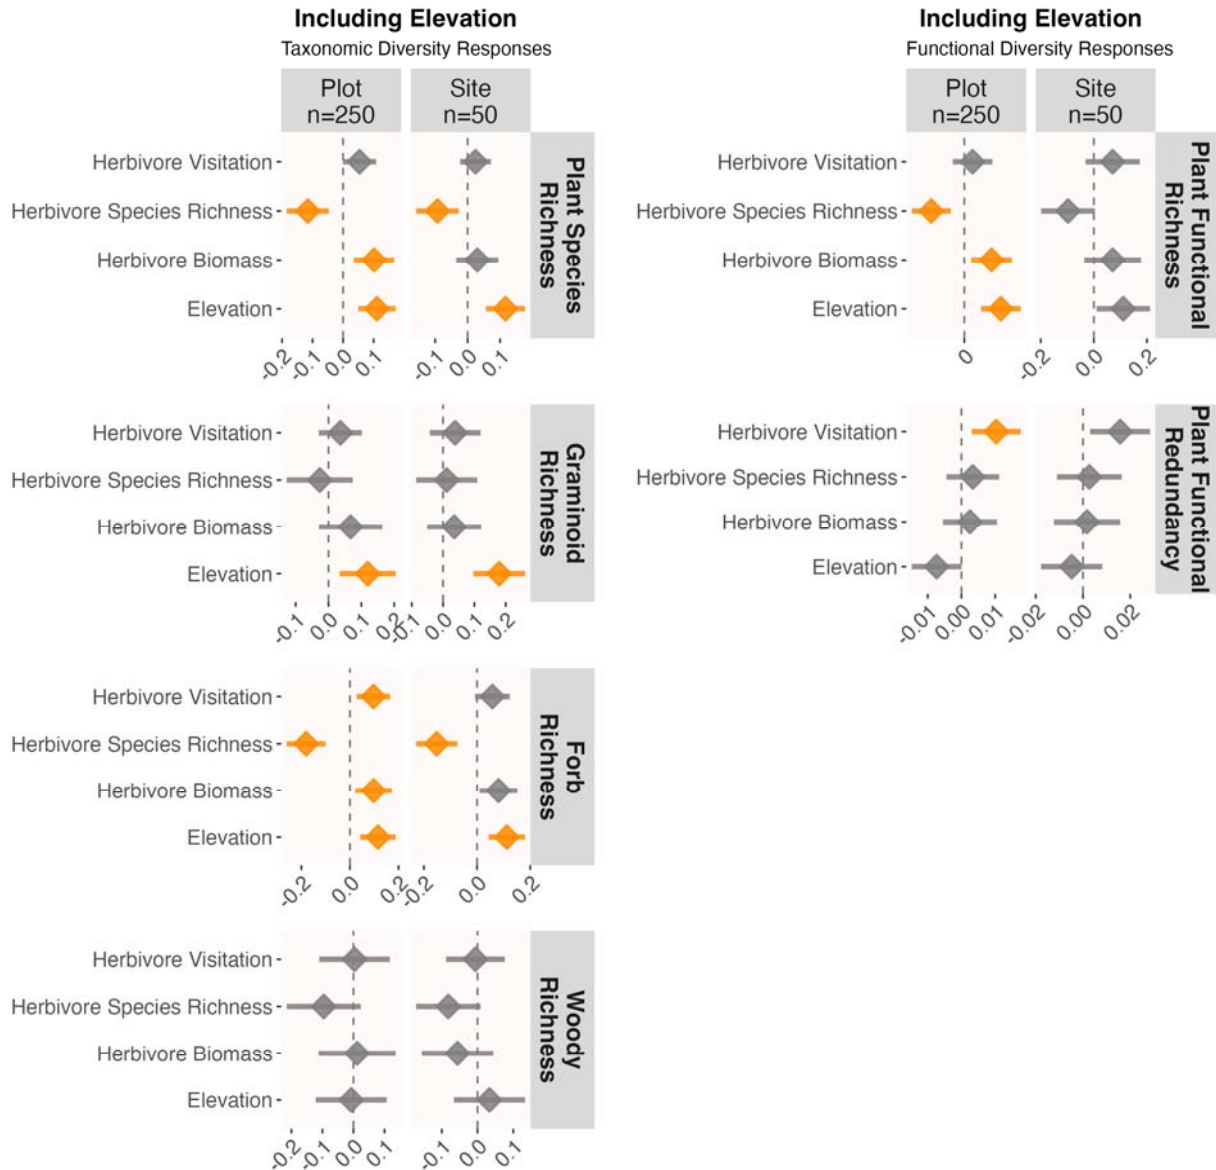 Including Elevation
Taxonomic Diversity Responses
Plot
n=250
Site
n=50
Herbivore Visitation
Herbivore Species Richness
Herbivore Biomass
Elevation
Plant Species
Richness
-0.2 -0.1 0.0 0.1
-0.1 0.0 0.1
Herbivore Visitation
Herbivore Species Richness
Herbivore Biomass
Elevation
Graminoid
Richness
-0.1 0.0 0.1 0.2
-0.1 0.0 0.1 0.2
Herbivore Visitation
Herbivore Species Richness
Herbivore Biomass
Elevation
Forb
Richness
-0.2 0.0 0.2
-0.2 0.0 0.2
Herbivore Visitation
Herbivore Species Richness
Herbivore Biomass
Elevation
Woody
Richness
-0.2 -0.1 0.0 0.1
-0.1 0.0 0.1
Including Elevation
Functional Diversity Responses
Plot
n=250
Site
n=50
Herbivore Visitation
Herbivore Species Richness
Herbivore Biomass
Elevation
Plant Functional
Richness
0
-0.2 0.0 0.2
Herbivore Visitation
Herbivore Species Richness
Herbivore Biomass
Elevation
Plant Functional
Redundancy
-0.01 0.00 0.01
-0.02 0.00 0.02